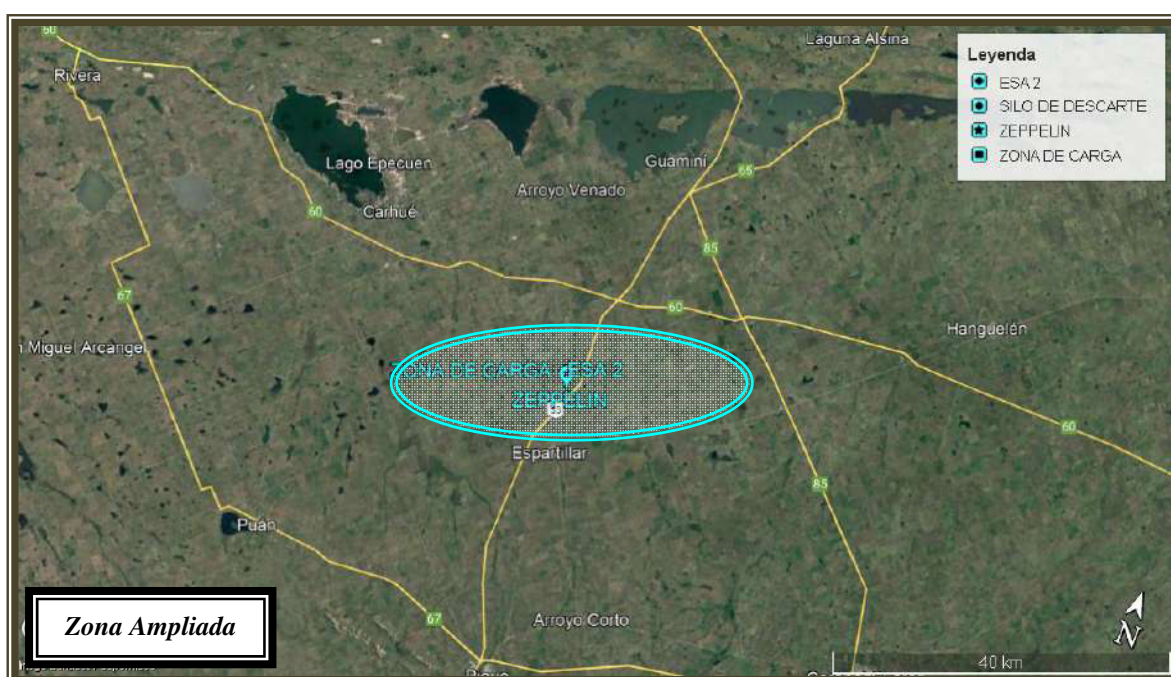 60
Laguna Alsina
Rivera
Leyenda
ESA 2
SILO DE DESCARTE
ZEPPELIN
ZONA DE CARGA
Lago Epecuen
Guaminí
65
Arroyo Venado
60
Carhué
85
67
60
Hanguelén
n Miguel Arcangel
ZONA DE CARGA ESA 2
ZEPPELIN
60
Espartillar
85
Puan
Zona Ampliada
67
Arroyo Corto
N
40 km
Pigue